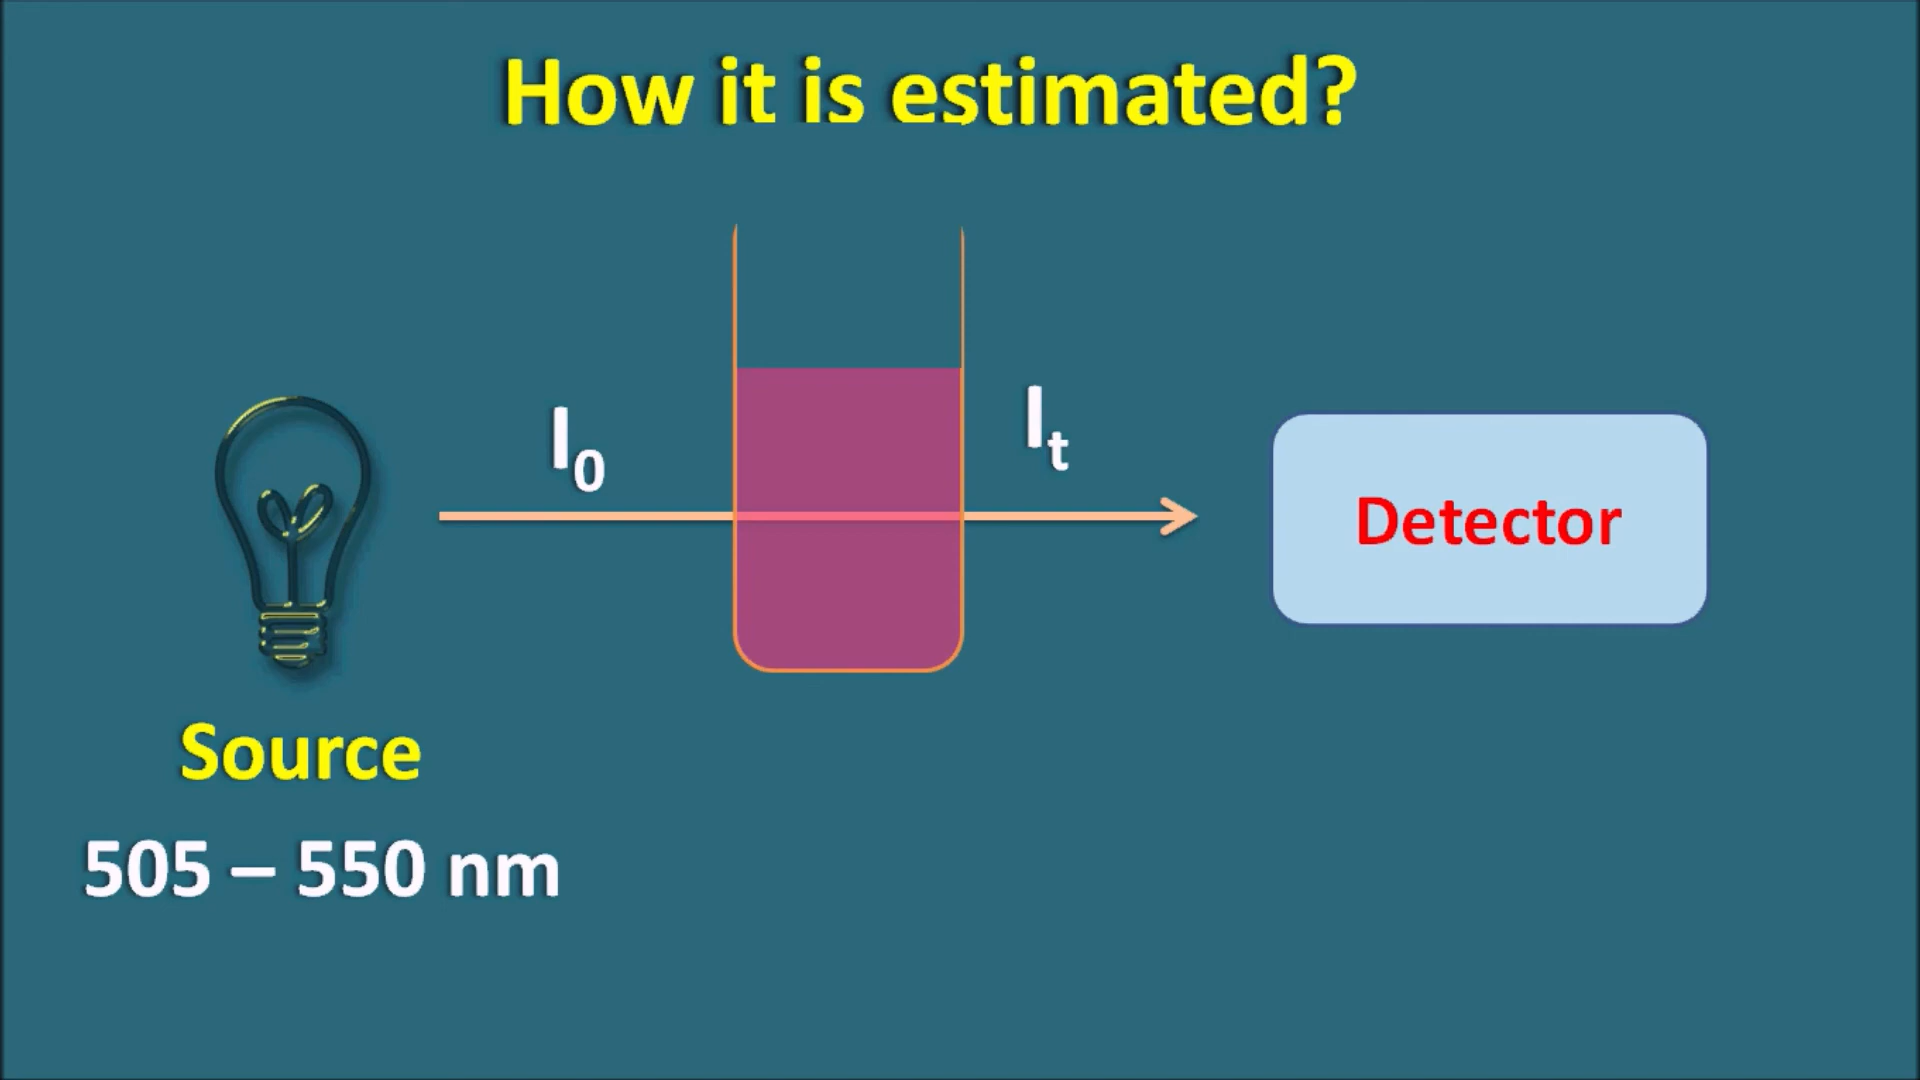 How it is estimated?
I0
It
Detector
Source
505 – 550 nm